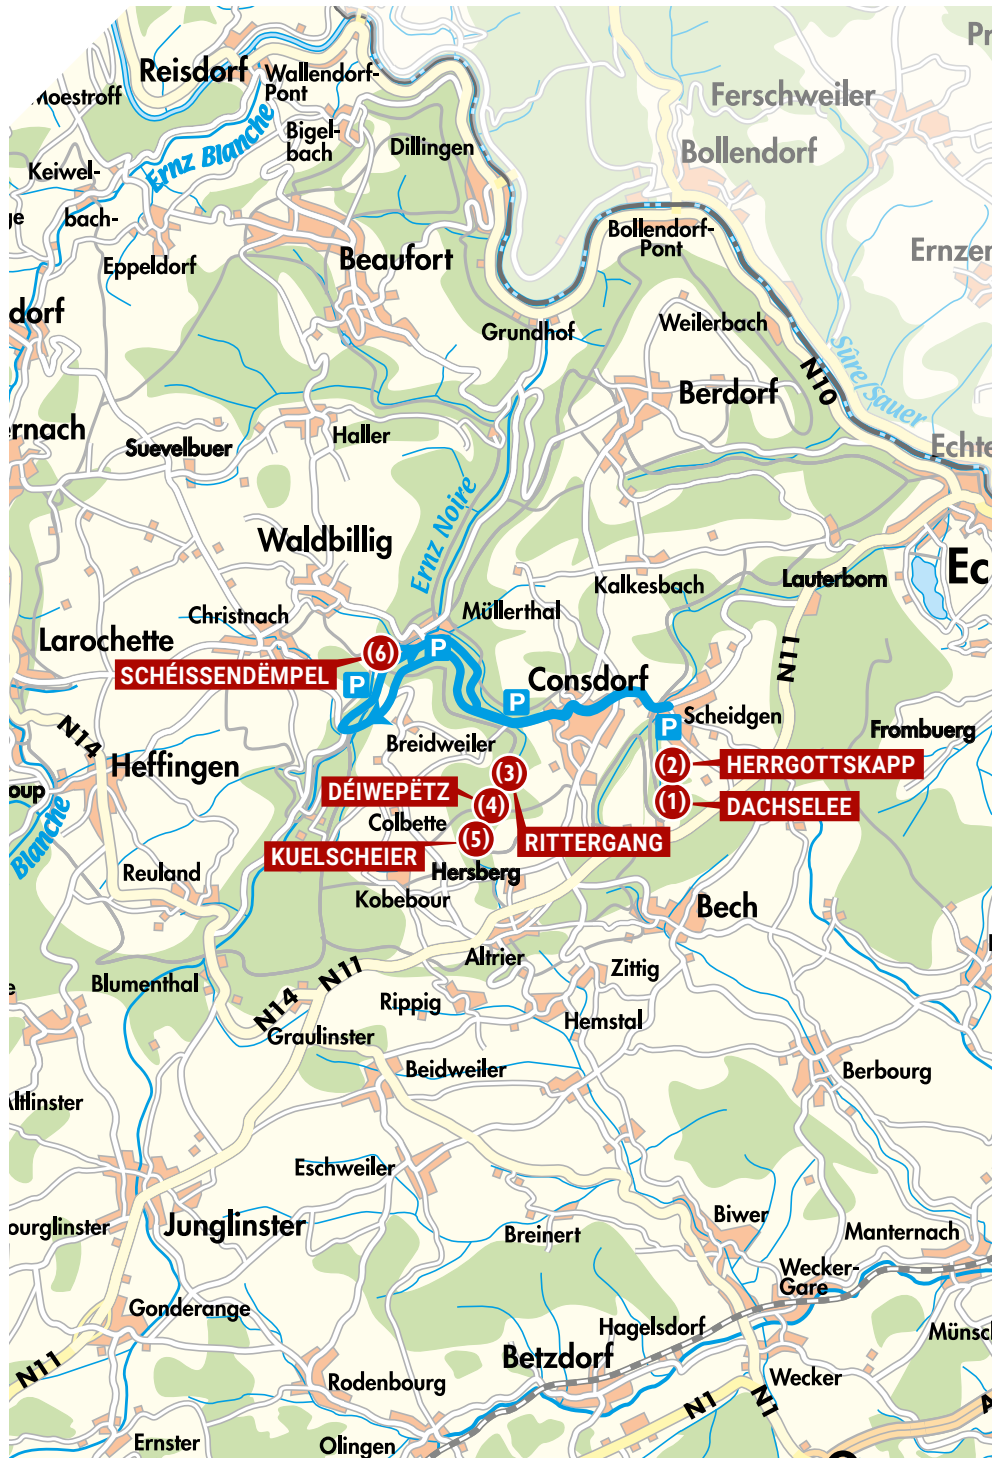 Reisdorf
Wallendorf-
Pont
Moestroff
Ferschweiler
Bigel-
bach
Dillingen
Bollendorf
Ernz Blanche
Keiwel-
bach-
Bollendorf-
Pont
Eppeldorf
Beaufort
dorf
Grundhof
Weilerbach
Sûre/Sauer
N10
Berdorf
ernach
Suevelbuer
Haller
Echte
Ernz Noire
Waldbillig
Kalkesbach
Lauterborn
Ec
Christnach
Müllerthal
Larochette
(6)
SCHÉISSENDËMPEL
P
P
P
P
Consdorf
N11
Scheidgen
Frombuerg
N14
Heffingen
Breidweiler
(2)
HERRGOTTSKAPP
(3)
DÉIWEPËTZ
(4)
(1)
DACHSELEE
oup
Blanche
Colbette
(5)
RITTERGANG
KUELSCHEIER
Reuland
Hersberg
Kobebour
Bech
Altrier
Zittig
Blumenthal
N11
N14
Rippig
Hemstal
Graulinster
Beidweiler
Berbourg
Altlinster
Eschweiler
ourglinster
Junglinster
Biwer
Breinert
Manternach
Wecker-
Gare
Gonderange
Hagelsdorf
Münsc
Betzdorf
N11
Rodenbourg
Wecker
N1
N1
Ernster
Olingen